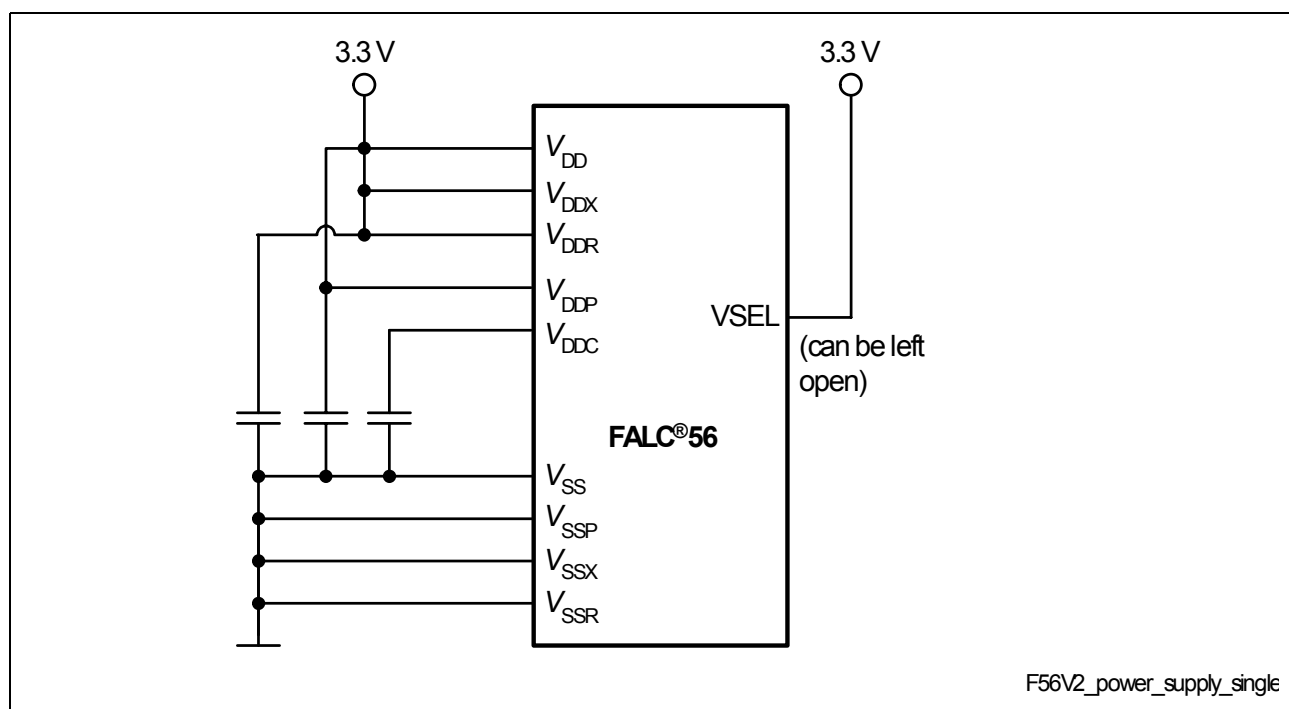 3.3 V
3.3 V
VDD
VDDX
VDDR
VDDP
VDDC
VSEL
(can be left
open)
FALC®56
VSS
VSSP
VSSX
VSSR
F56V2_power_supply_single